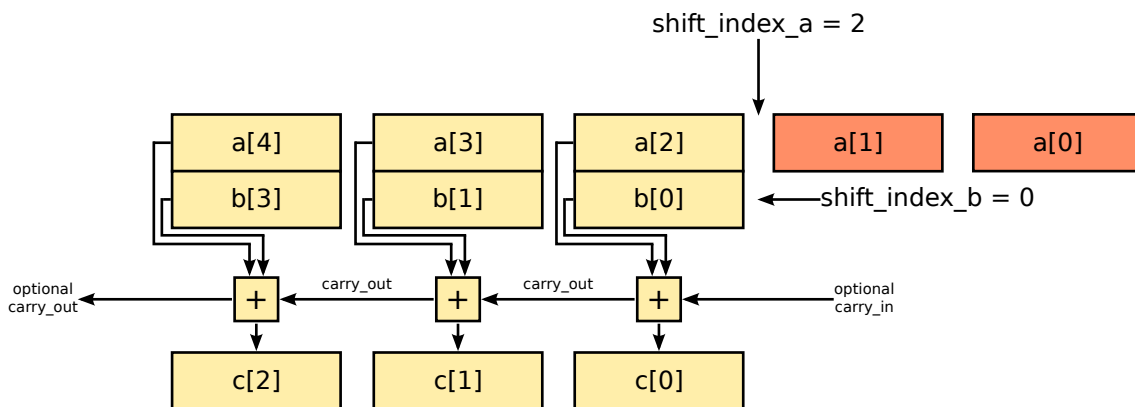 shift_index_a = 2
a[4] a[3] a[2] a[1] a[0]
b[3] b[1] b[0] shift_index_b = 0
optional
carry_out
+ carry_out + carry_out + optional
carry_in
c[2] c[1] c[0]